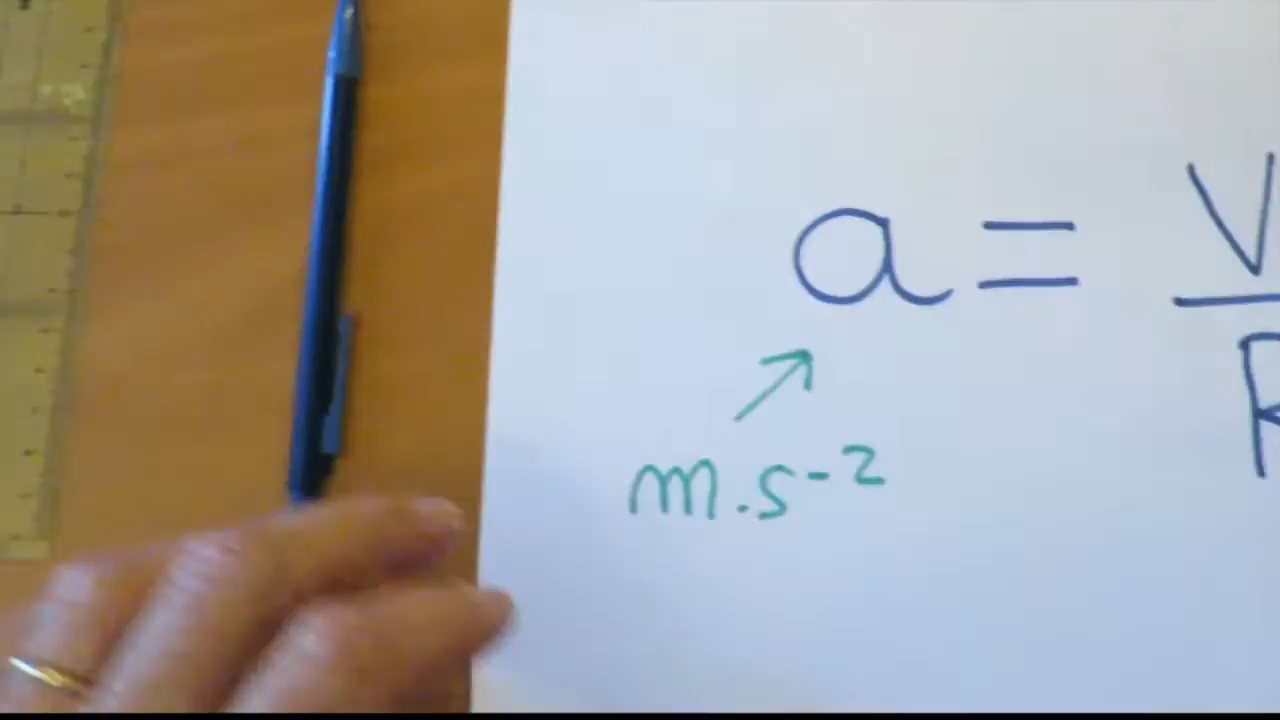 a = V
R
m.s⁻²